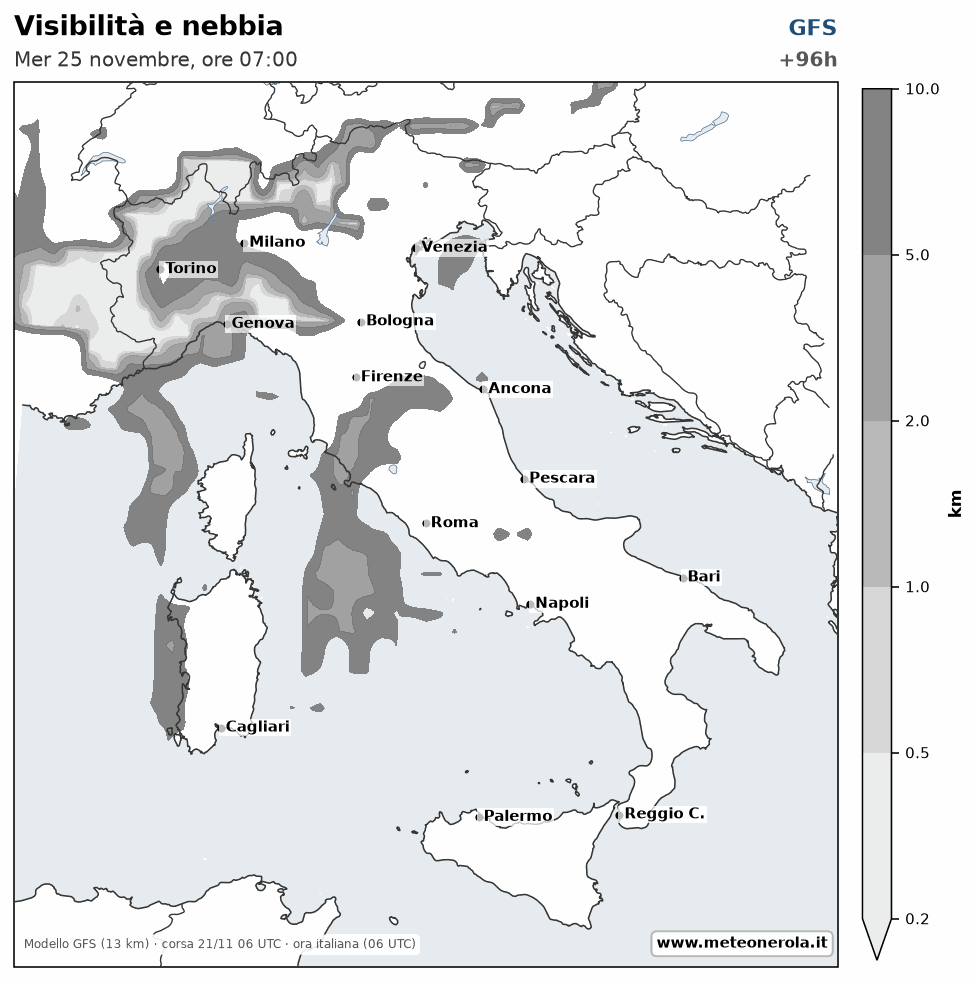 Visibilità e nebbia
GFS
Mer 25 novembre, ore 07:00
+96h
10.0
5.0
2.0
1.0
0.5
0.2
km
Milano
Venezia
Torino
Genova
Bologna
Firenze
Ancona
Pescara
Roma
Bari
Napoli
Cagliari
Palermo
Reggio C.
Modello GFS (13 km) · corsa 21/11 06 UTC · ora italiana (06 UTC)
www.meteonerola.it